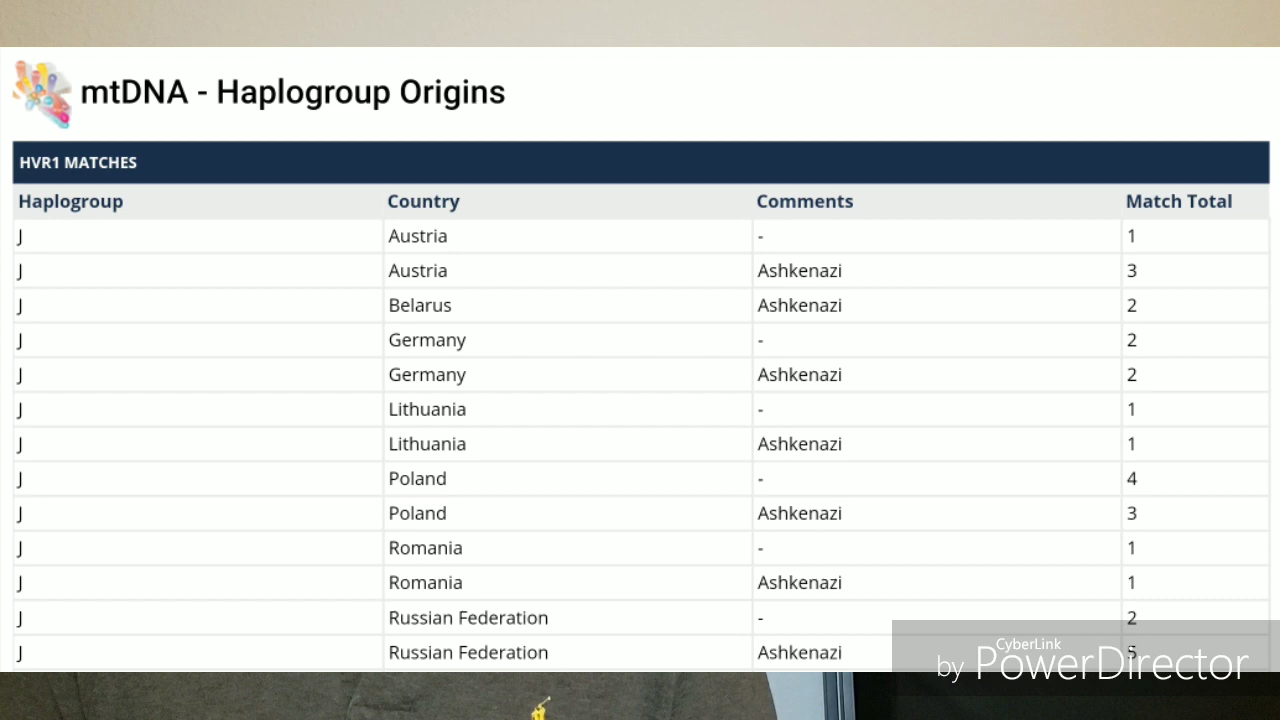 mtDNA - Haplogroup Origins
HVR1 MATCHES
Haplogroup Country Comments Match Total
J Austria - 1
J Austria Ashkenazi 3
J Belarus Ashkenazi 2
J Germany - 2
J Germany Ashkenazi 2
J Lithuania - 1
J Lithuania Ashkenazi 1
J Poland - 4
J Poland Ashkenazi 3
J Romania - 1
J Romania Ashkenazi 1
J Russian Federation - 2
J Russian Federation Ashkenazi 5
CyberLink
by PowerDirector